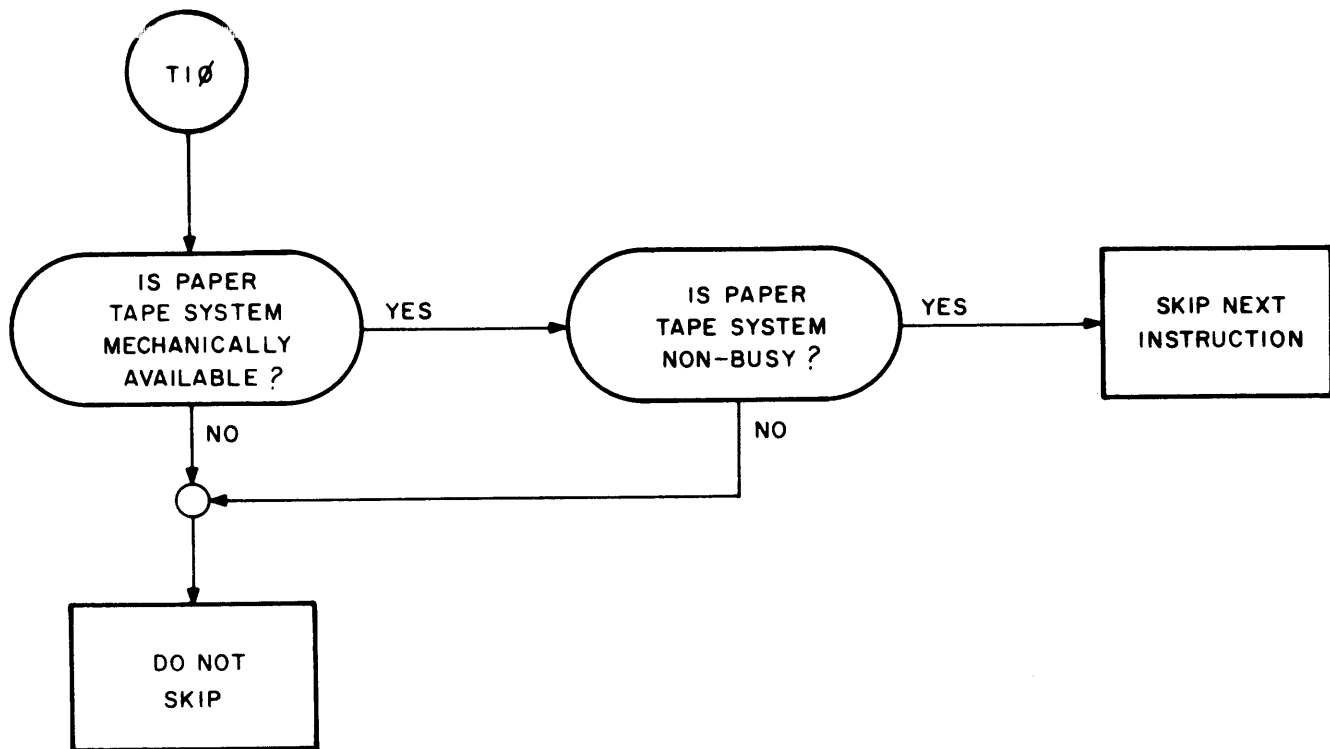 TIØ
IS PAPER
TAPE SYSTEM
MECHANICALLY
AVAILABLE?
YES
IS PAPER
TAPE SYSTEM
NON-BUSY?
YES
SKIP NEXT
INSTRUCTION
NO
NO
DO NOT
SKIP